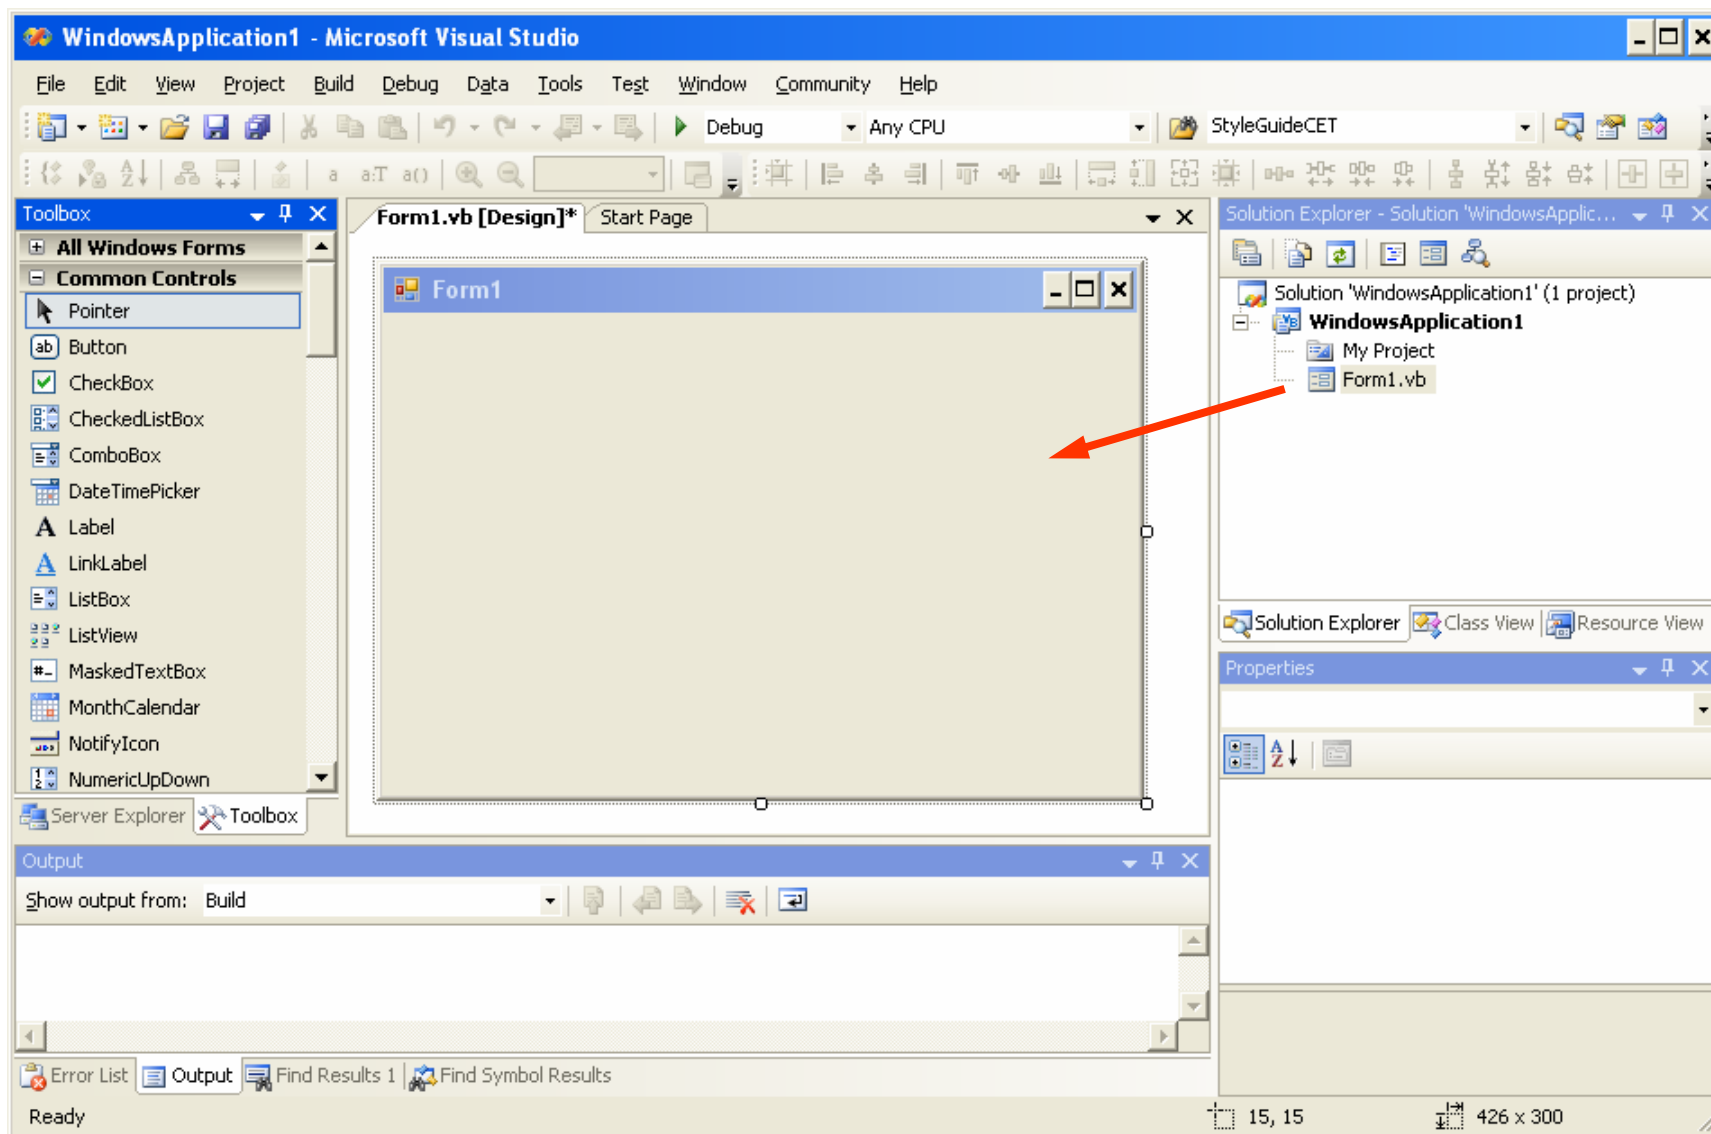 WindowsApplication1 - Microsoft Visual Studio
File Edit View Project Build Debug Data Tools Test Window Community Help
Debug Any CPU StyleGuideCET
a a:T a()
Toolbox
All Windows Forms
Common Controls
Pointer
Button
CheckBox
CheckedListBox
ComboBox
DateTimePicker
Label
LinkLabel
ListBox
ListView
MaskedTextBox
MonthCalendar
NotifyIcon
NumericUpDown
Server Explorer Toolbox
Form1.vb [Design]* Start Page
Form1
Solution Explorer - Solution 'WindowsApplic...
Solution 'WindowsApplication1' (1 project)
WindowsApplication1
My Project
Form1.vb
Solution Explorer Class View Resource View
Properties
Output
Show output from: Build
Error List Output Find Results 1 Find Symbol Results
Ready 15, 15 426 x 300